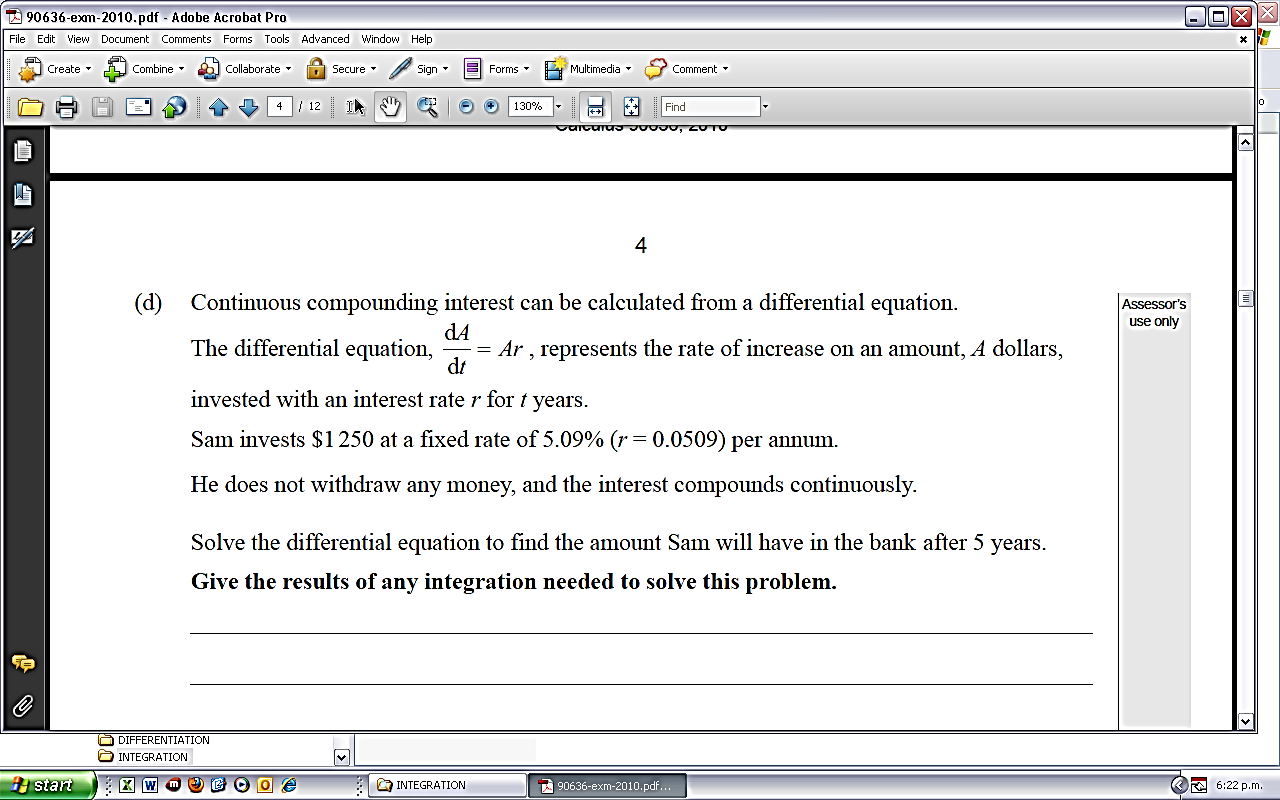 90636-exm-2010.pdf - Adobe Acrobat Pro
File Edit View Document Comments Forms Tools Advanced Window Help
Create Combine Collaborate Secure Sign Forms Multimedia Comment
4 / 12 130% Find
Calculus 90636, 2010
4
(d) Continuous compounding interest can be calculated from a differential equation.
The differential equation, dA/dt = Ar , represents the rate of increase on an amount, A dollars,
invested with an interest rate r for t years.
Sam invests $1 250 at a fixed rate of 5.09% (r = 0.0509) per annum.
He does not withdraw any money, and the interest compounds continuously.
Solve the differential equation to find the amount Sam will have in the bank after 5 years.
Give the results of any integration needed to solve this problem.
Assessor's
use only
DIFFERENTIATION
INTEGRATION
start INTEGRATION 90636-exm-2010.pdf... 6:22 p.m.